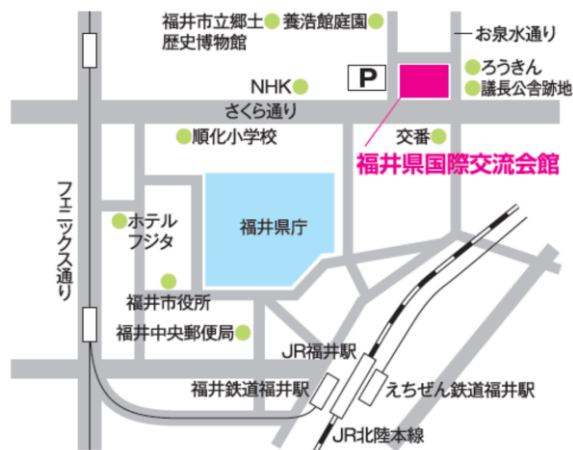 福井市立郷土
歴史博物館
養浩館庭園
お泉水通り
ろうきん
議長公舎跡地
P
NHK
さくら通り
順化小学校
交番
福井県国際交流会館
フェニックス通り
ホテル
フジタ
福井県庁
福井市役所
福井中央郵便局
JR福井駅
福井鉄道福井駅
えちぜん鉄道福井駅
JR北陸本線